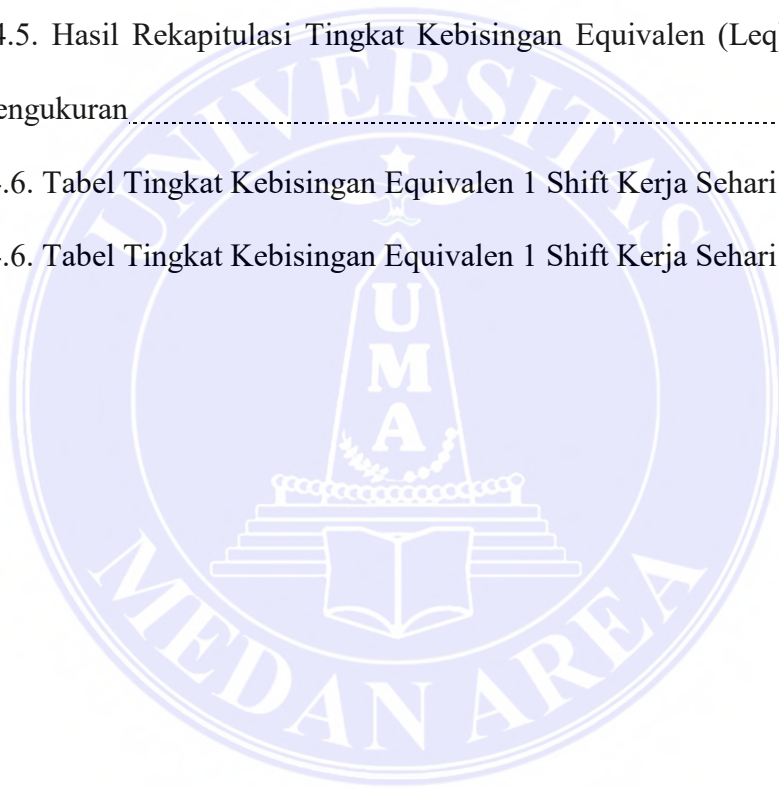 4.5. Hasil Rekapitulasi Tingkat Kebisingan Equivalen (Leq
engukuran
.6. Tabel Tingkat Kebisingan Equivalen 1 Shift Kerja Sehari
.6. Tabel Tingkat Kebisingan Equivalen 1 Shift Kerja Sehari
UNIVERSITAS
U
M
A
MEDAN AREA